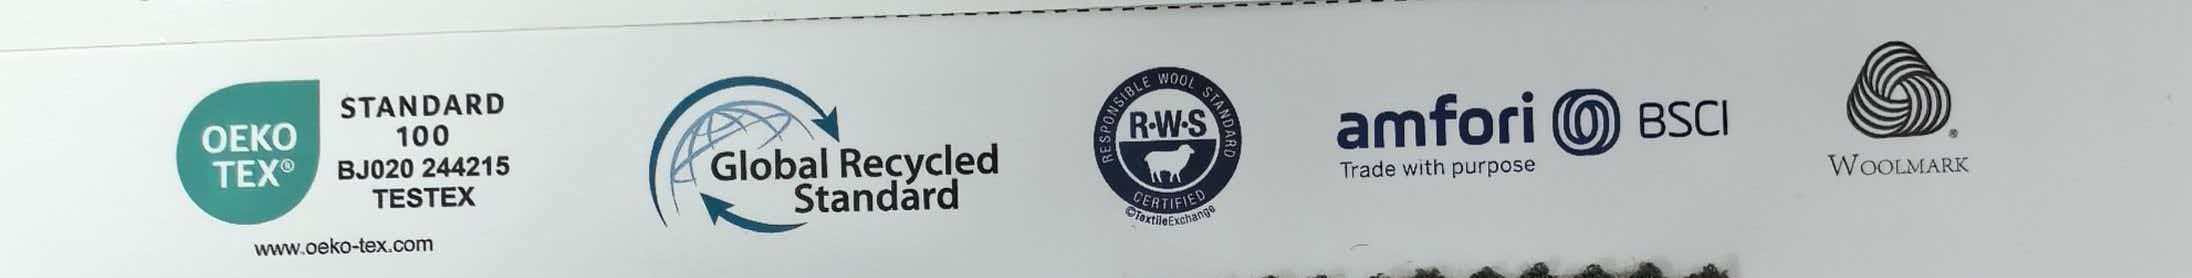 OEKO
TEX®
STANDARD
100
BJ020 244215
TESTEX
www.oeko-tex.com
Global Recycled
Standard
RESPONSIBLE WOOL STANDARD
R·W·S
CERTIFIED
©TextileExchange
amfori BSCI
Trade with purpose
®
WOOLMARK